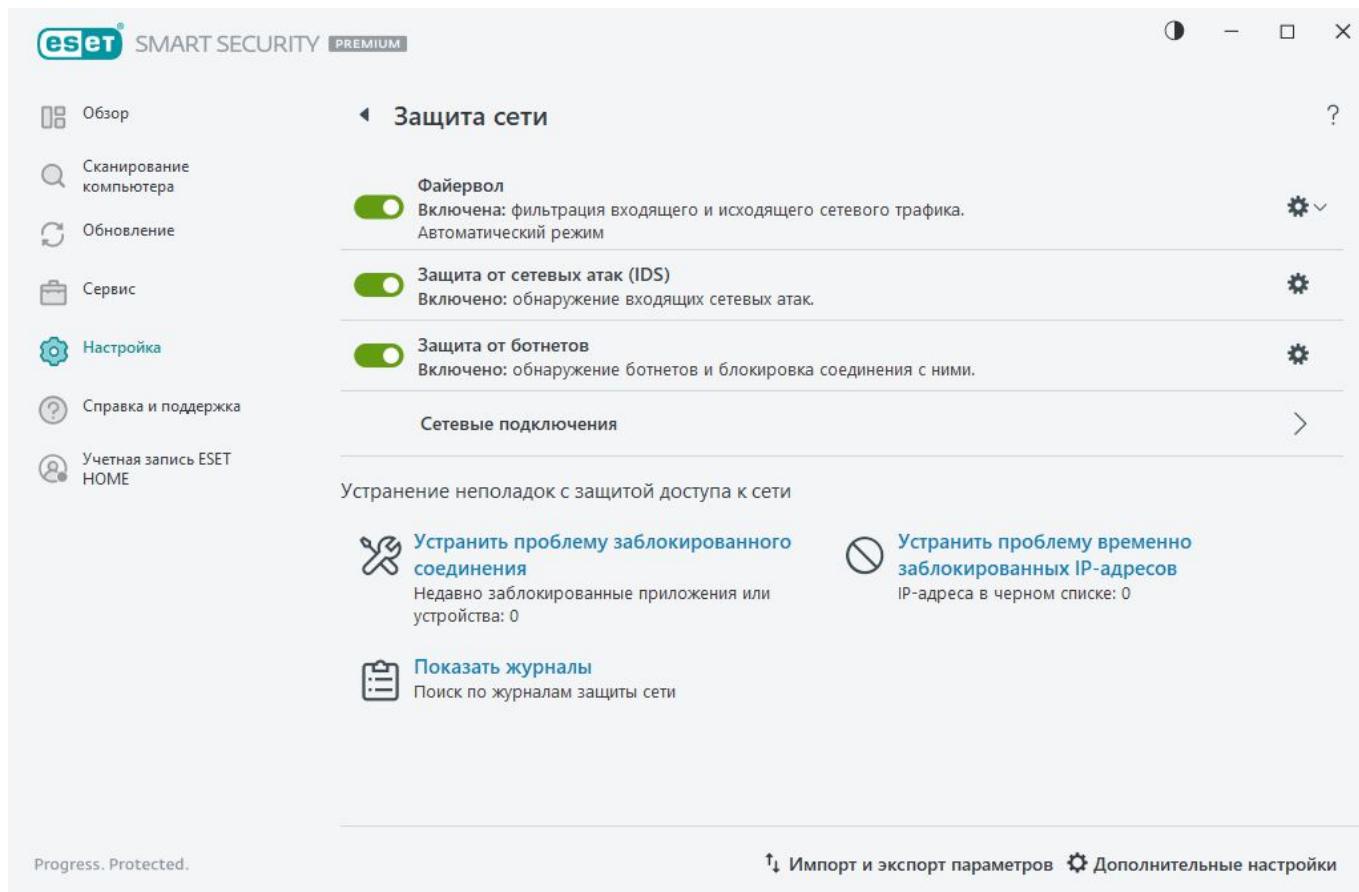 eset® SMART SECURITY PREMIUM
Обзор
Сканирование
компьютера
Обновление
Сервис
Настройка
Справка и поддержка
Учетная запись ESET
HOME
Защита сети
?
Файервол
Включена: фильтрация входящего и исходящего сетевого трафика.
Автоматический режим
Защита от сетевых атак (IDS)
Включено: обнаружение входящих сетевых атак.
Защита от ботнетов
Включено: обнаружение ботнетов и блокировка соединения с ними.
Сетевые подключения
Устранение неполадок с защитой доступа к сети
Устранить проблему заблокированного
соединения
Недавно заблокированные приложения или
устройства: 0
Устранить проблему временно
заблокированных IP-адресов
IP-адреса в черном списке: 0
Показать журналы
Поиск по журналам защиты сети
Progress. Protected.
Импорт и экспорт параметров
Дополнительные настройки